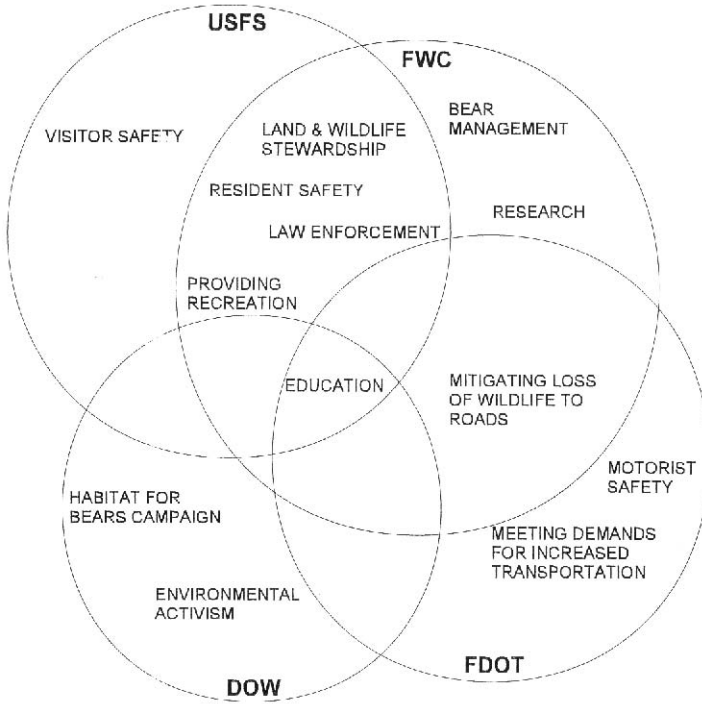 USFS
FWC
VISITOR SAFETY
LAND & WILDLIFE
STEWARDSHIP
BEAR
MANAGEMENT
RESIDENT SAFETY
RESEARCH
LAW ENFORCEMENT
PROVIDING
RECREATION
EDUCATION
MITIGATING LOSS
OF WILDLIFE TO
ROADS
MOTORIST
SAFETY
HABITAT FOR
BEARS CAMPAIGN
MEETING DEMANDS
FOR INCREASED
TRANSPORTATION
ENVIRONMENTAL
ACTIVISM
DOW
FDOT